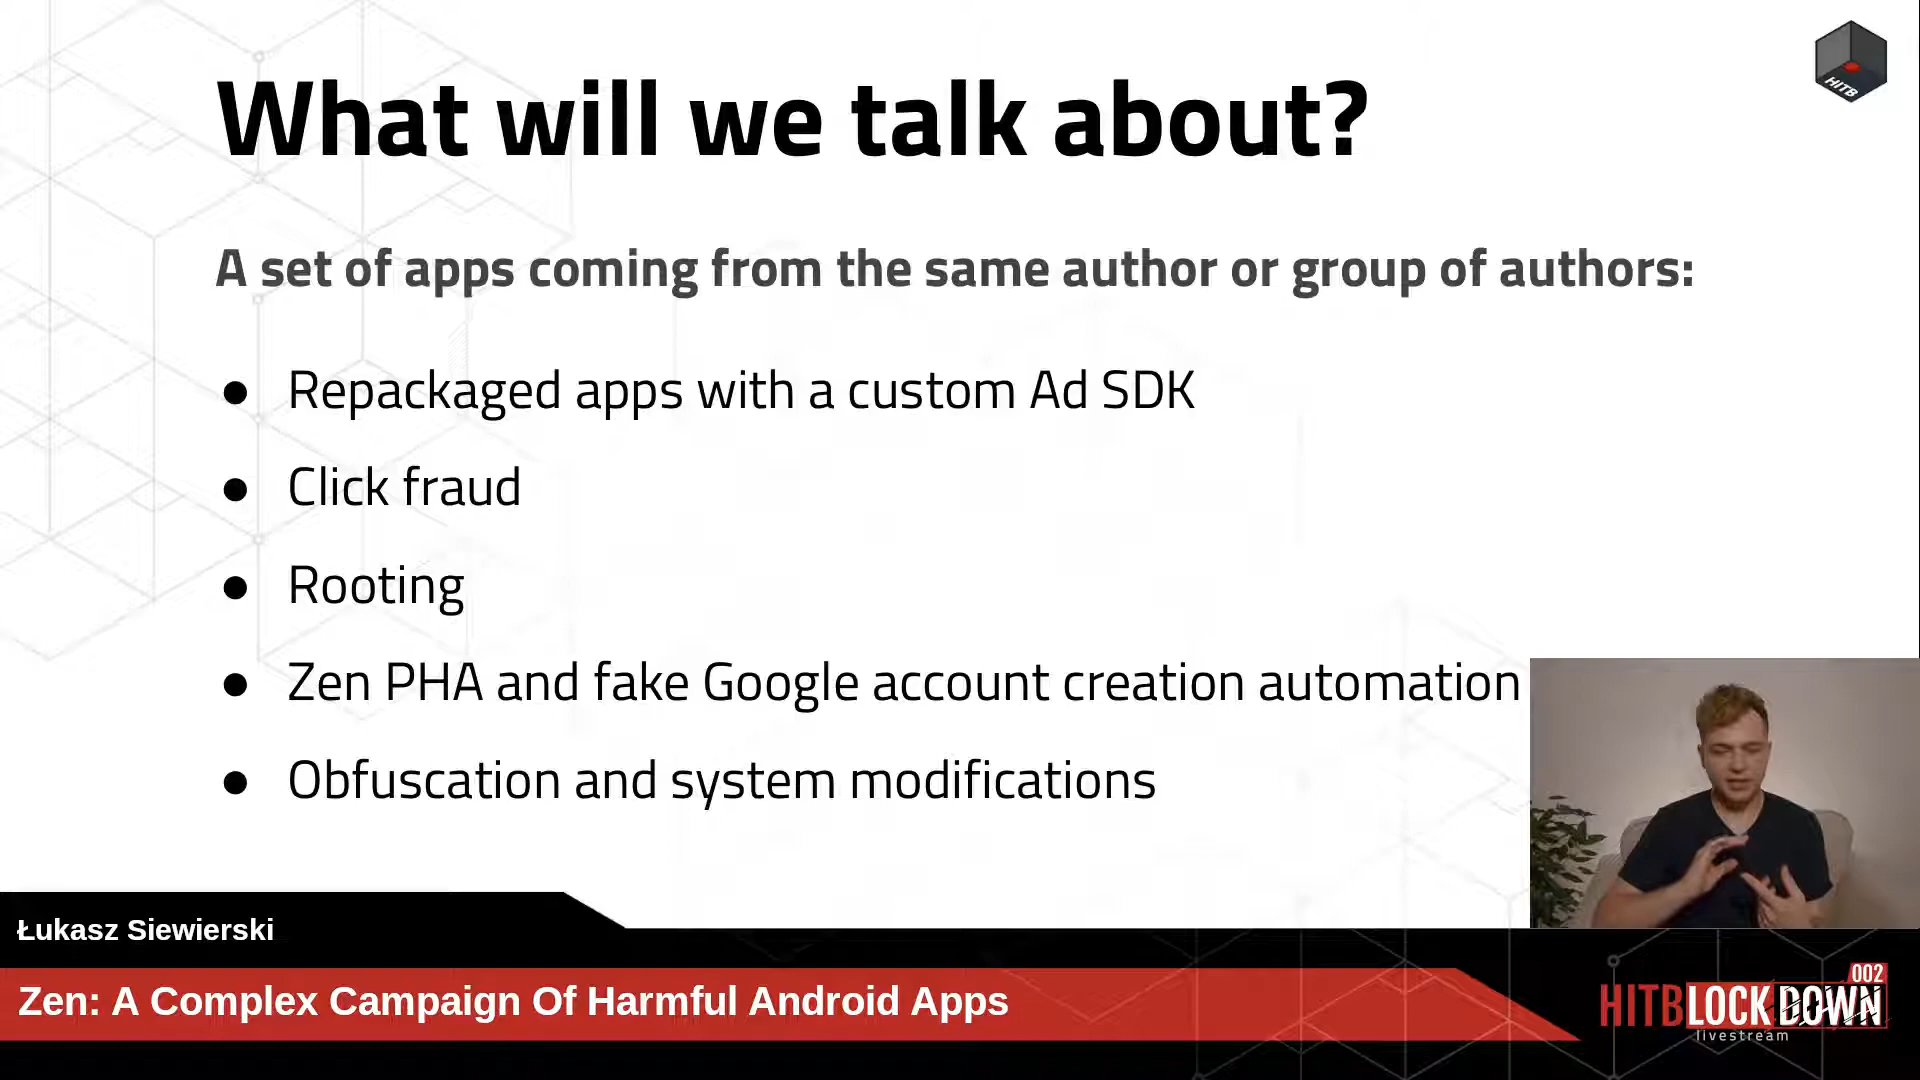 HITB
What will we talk about?
A set of apps coming from the same author or group of authors:
● Repackaged apps with a custom Ad SDK
● Click fraud
● Rooting
● Zen PHA and fake Google account creation automation
● Obfuscation and system modifications
Łukasz Siewierski
Zen: A Complex Campaign Of Harmful Android Apps
002
HITBLOCKDOWN
livestream